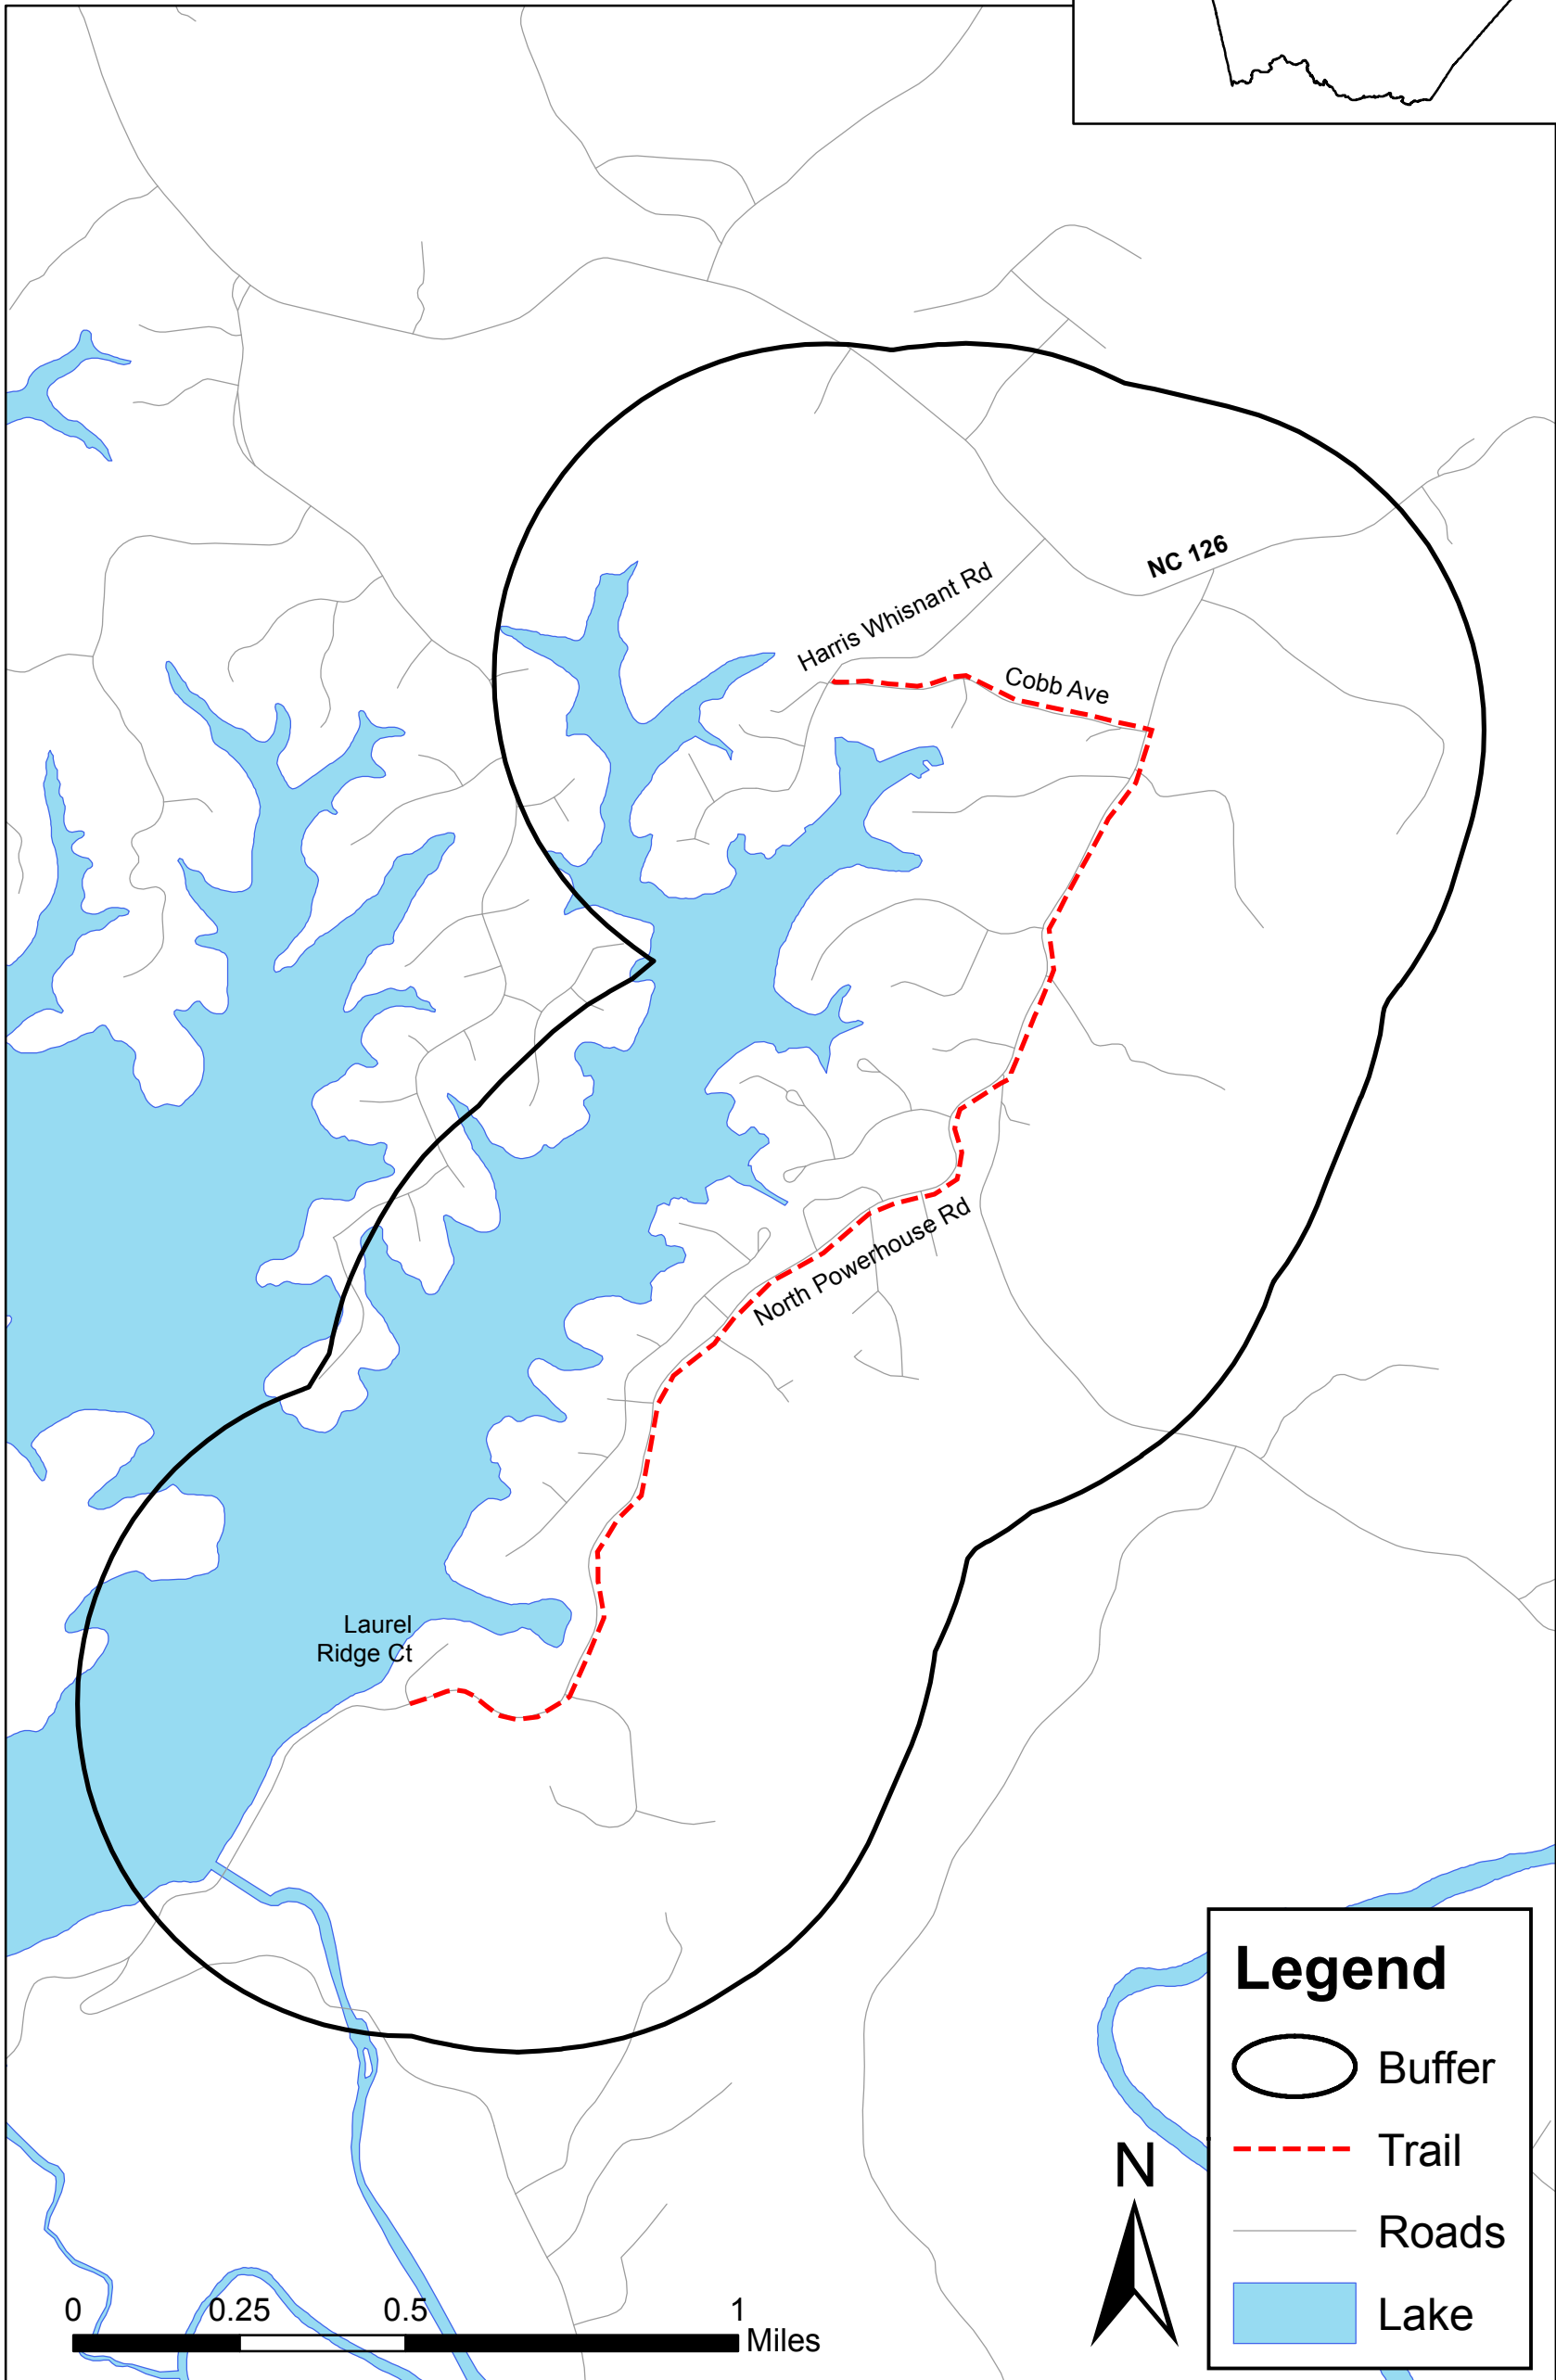 NC 126
Harris Whisnant Rd
Cobb Ave
North Powerhouse Rd
Laurel
Ridge Ct
Legend
Buffer
Trail
Roads
Lake
N
0 0.25 0.5 1
Miles